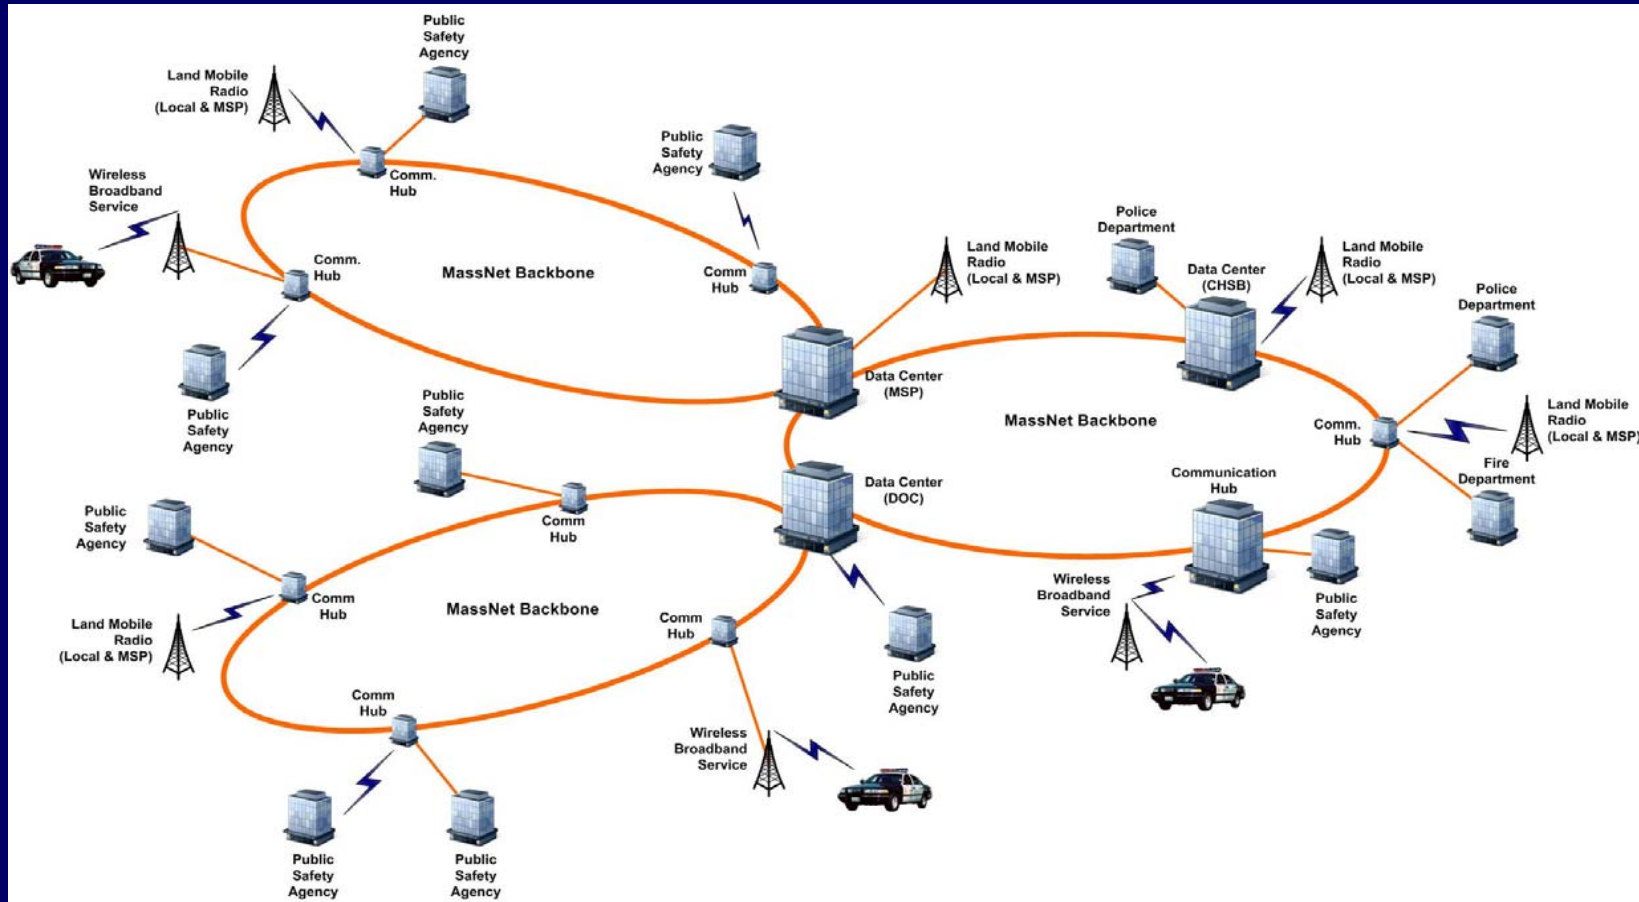 Public
Safety
Agency
Land Mobile
Radio
(Local & MSP)
Comm.
Hub
Public
Safety
Agency
Wireless
Broadband
Service
Comm.
Hub
MassNet Backbone
Comm
Hub
Public
Safety
Agency
Land Mobile
Radio
(Local & MSP)
Data Center
(MSP)
Police
Department
Data Center
(CHSB)
Land Mobile
Radio
(Local & MSP)
Police
Department
MassNet Backbone
Comm.
Hub
Land Mobile
Radio
(Local & MSP)
Fire
Department
Communication
Hub
Wireless
Broadband
Service
Public
Safety
Agency
Data Center
(DOC)
Public
Safety
Agency
Public
Safety
Agency
Comm
Hub
Public
Safety
Agency
Comm
Hub
Land Mobile
Radio
(Local & MSP)
MassNet Backbone
Comm
Hub
Wireless
Broadband
Service
Comm
Hub
Public
Safety
Agency
Public
Safety
Agency